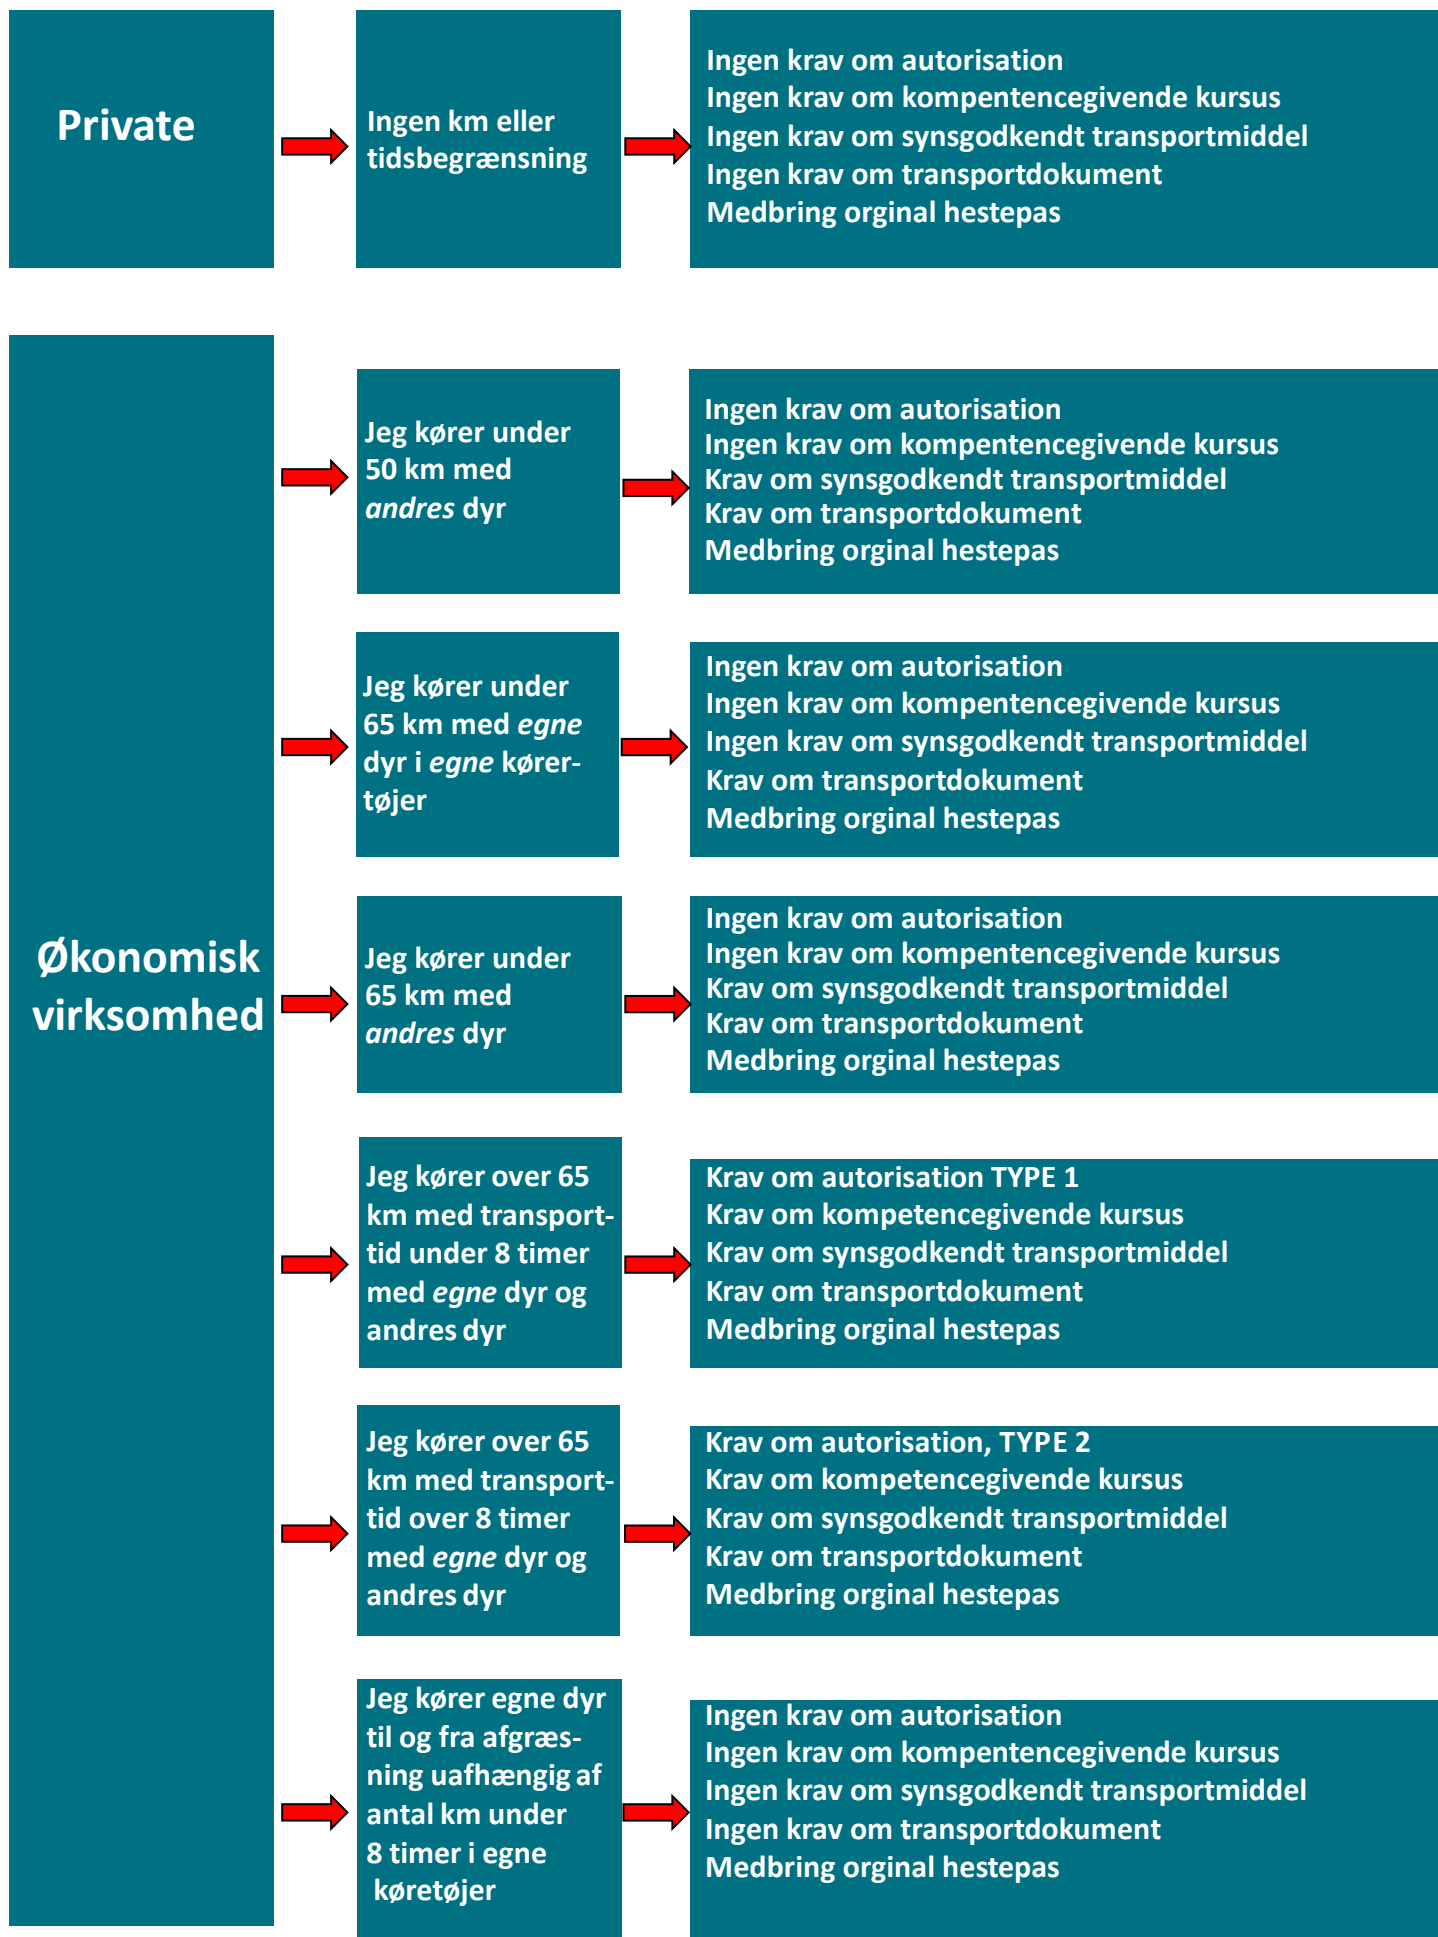 Private
Ingen km eller
tidsbegrænsning
Ingen krav om autorisation
Ingen krav om kompentencegivende kursus
Ingen krav om synsgodkendt transportmiddel
Ingen krav om transportdokument
Medbring orginal hestepas
Økonomisk
virksomhed
Jeg kører under
50 km med
andres dyr
Ingen krav om autorisation
Ingen krav om kompentencegivende kursus
Krav om synsgodkendt transportmiddel
Krav om transportdokument
Medbring orginal hestepas
Jeg kører under
65 km med egne
dyr i egne kører-
tøjer
Ingen krav om autorisation
Ingen krav om kompentencegivende kursus
Ingen krav om synsgodkendt transportmiddel
Krav om transportdokument
Medbring orginal hestepas
Jeg kører under
65 km med
andres dyr
Ingen krav om autorisation
Ingen krav om kompentencegivende kursus
Krav om synsgodkendt transportmiddel
Krav om transportdokument
Medbring orginal hestepas
Jeg kører over 65
km med transport-
tid under 8 timer
med egne dyr og
andres dyr
Krav om autorisation TYPE 1
Krav om kompetencegivende kursus
Krav om synsgodkendt transportmiddel
Krav om transportdokument
Medbring orginal hestepas
Jeg kører over 65
km med transport-
tid over 8 timer
med egne dyr og
andres dyr
Krav om autorisation, TYPE 2
Krav om kompetencegivende kursus
Krav om synsgodkendt transportmiddel
Krav om transportdokument
Medbring orginal hestepas
Jeg kører egne dyr
til og fra afgræs-
ning uafhængig af
antal km under
8 timer i egne
køretøjer
Ingen krav om autorisation
Ingen krav om kompentencegivende kursus
Ingen krav om synsgodkendt transportmiddel
Ingen krav om transportdokument
Medbring orginal hestepas